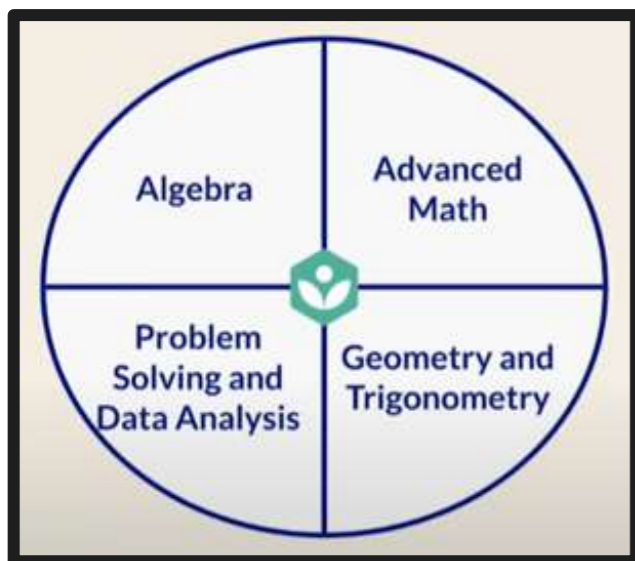 Algebra
Advanced
Math
Problem
Solving and
Data Analysis
Geometry and
Trigonometry